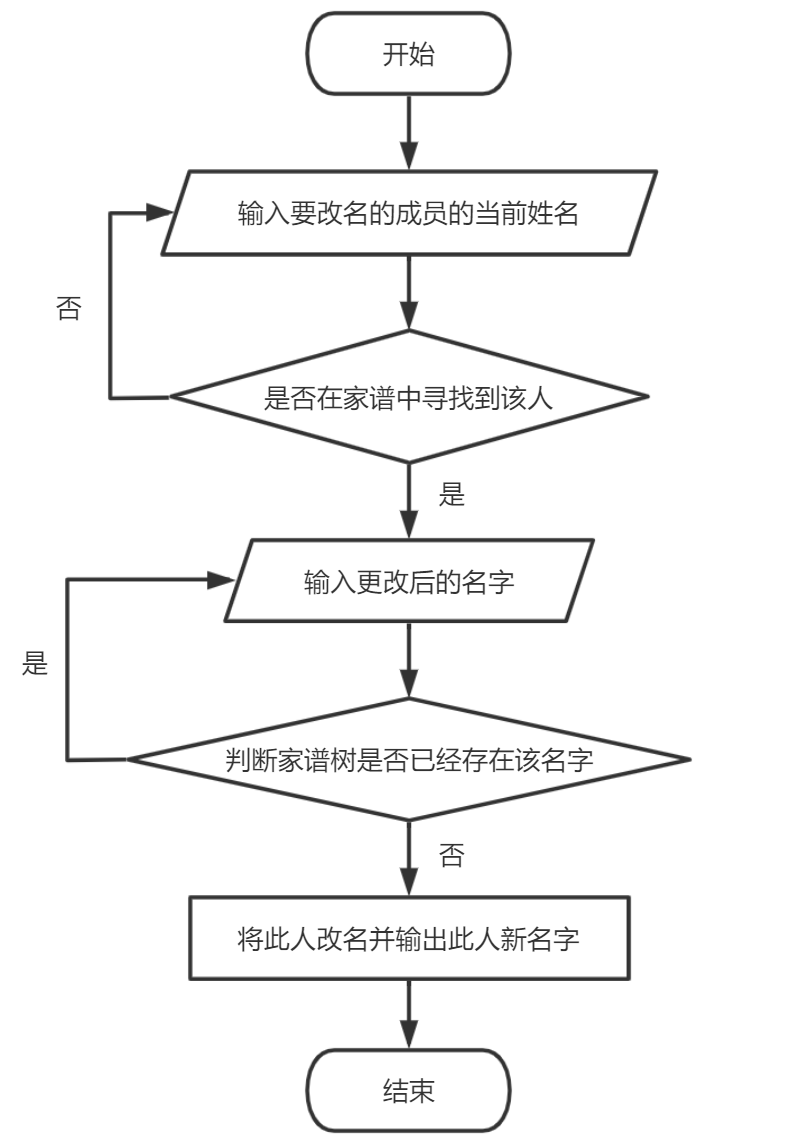 开始
输入要改名的成员的当前姓名
否
是否在家谱中寻找到该人
是
输入更改后的名字
是
判断家谱树是否已经存在该名字
否
将此人改名并输出此人新名字
结束